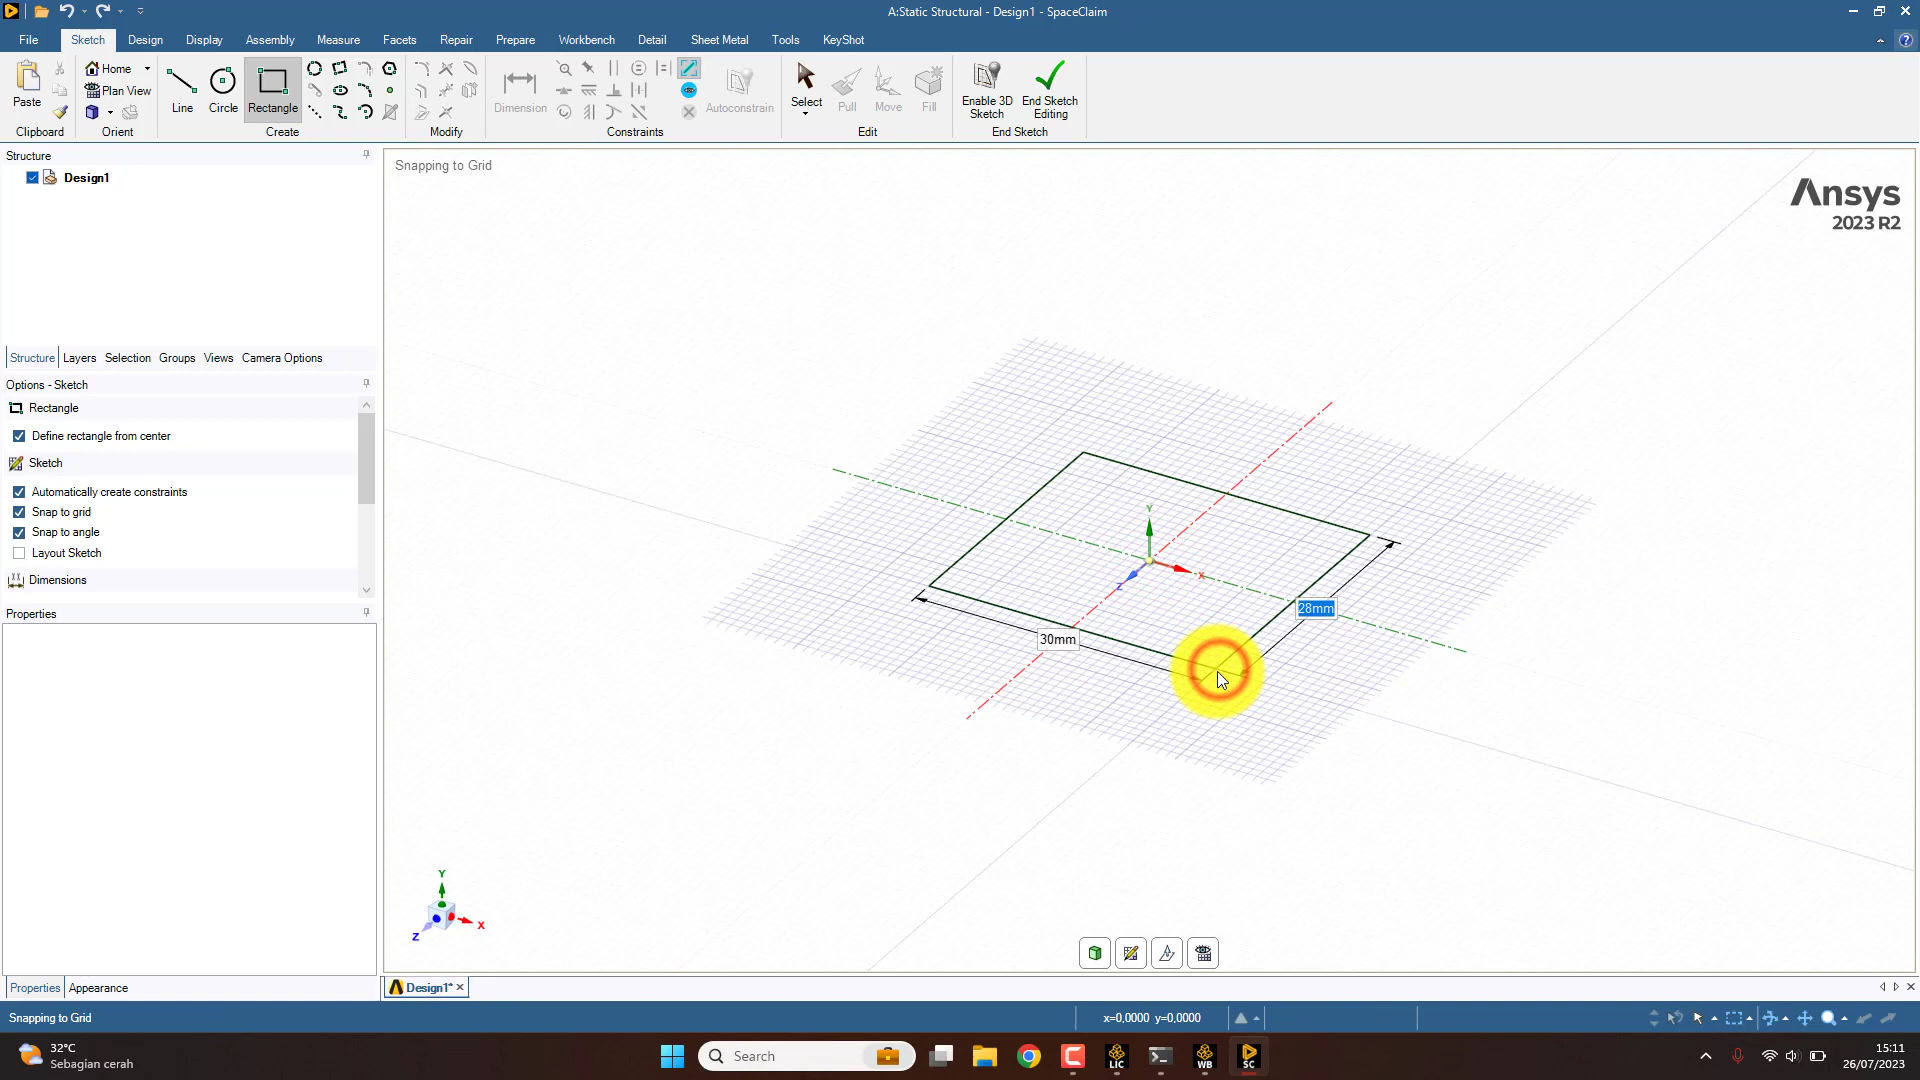 A:Static Structural - Design1 - SpaceClaim
File Sketch Design Display Assembly Measure Facets Repair Prepare Workbench Detail Sheet Metal Tools KeyShot
Paste
Home
Plan View
Line
Circle
Rectangle
Dimension
Autoconstrain
Select
Pull
Move
Fill
Enable 3D Sketch
End Sketch Editing
Clipboard
Orient
Create
Modify
Constraints
Edit
End Sketch
Structure
Design1
Structure Layers Selection Groups Views Camera Options
Options - Sketch
Rectangle
Define rectangle from center
Sketch
Automatically create constraints
Snap to grid
Snap to angle
Layout Sketch
Dimensions
Properties
Properties Appearance
Snapping to Grid
Ansys
2023 R2
Y
X
Z
28mm
30mm
Y
X
Z
Design1*
Snapping to Grid
x=0,0000 y=0,0000
32°C
Sebagian cerah
Search
LIC
WB
SC
15:11
26/07/2023